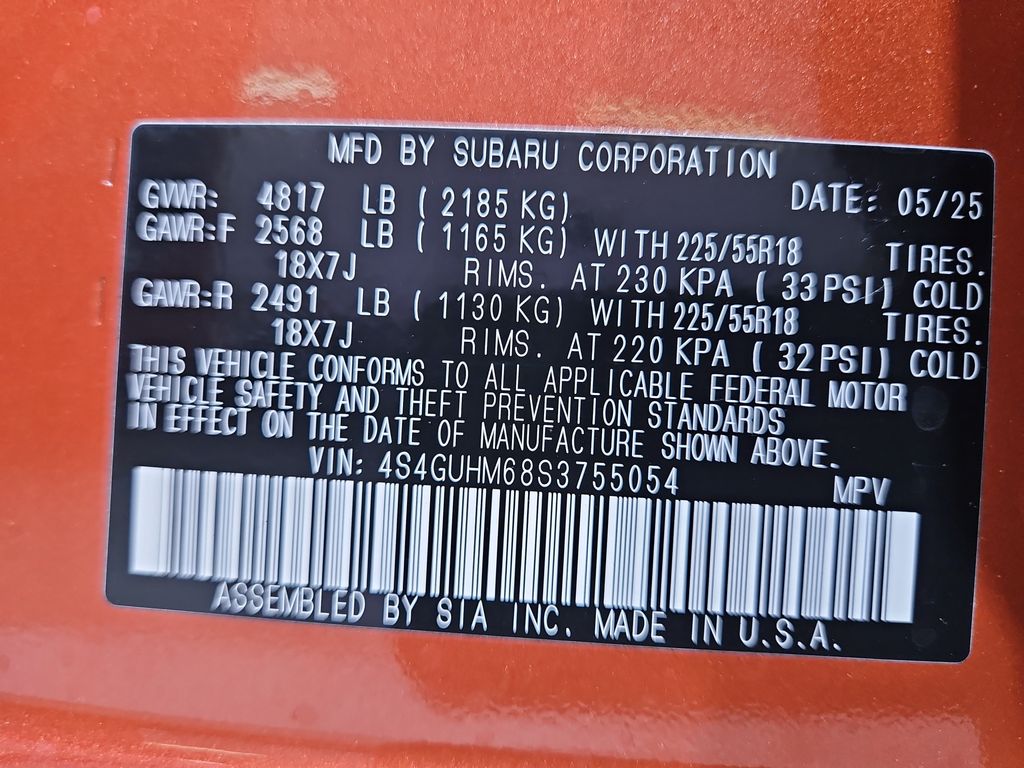 MFD BY SUBARU CORPORATION
GVWR: 4817 LB ( 2185 KG) DATE: 05/25
GAWR:F 2568 LB ( 1165 KG) WITH 225/55R18 TIRES.
18X7J RIMS. AT 230 KPA ( 33 PSI) COLD
GAWR:R 2491 LB ( 1130 KG) WITH 225/55R18 TIRES.
18X7J RIMS. AT 220 KPA ( 32 PSI) COLD
THIS VEHICLE CONFORMS TO ALL APPLICABLE FEDERAL MOTOR
VEHICLE SAFETY AND THEFT PREVENTION STANDARDS
IN EFFECT ON THE DATE OF MANUFACTURE SHOWN ABOVE.
VIN: 4S4GUHM68S3755054 MPV
ASSEMBLED BY SIA INC. MADE IN U.S.A.